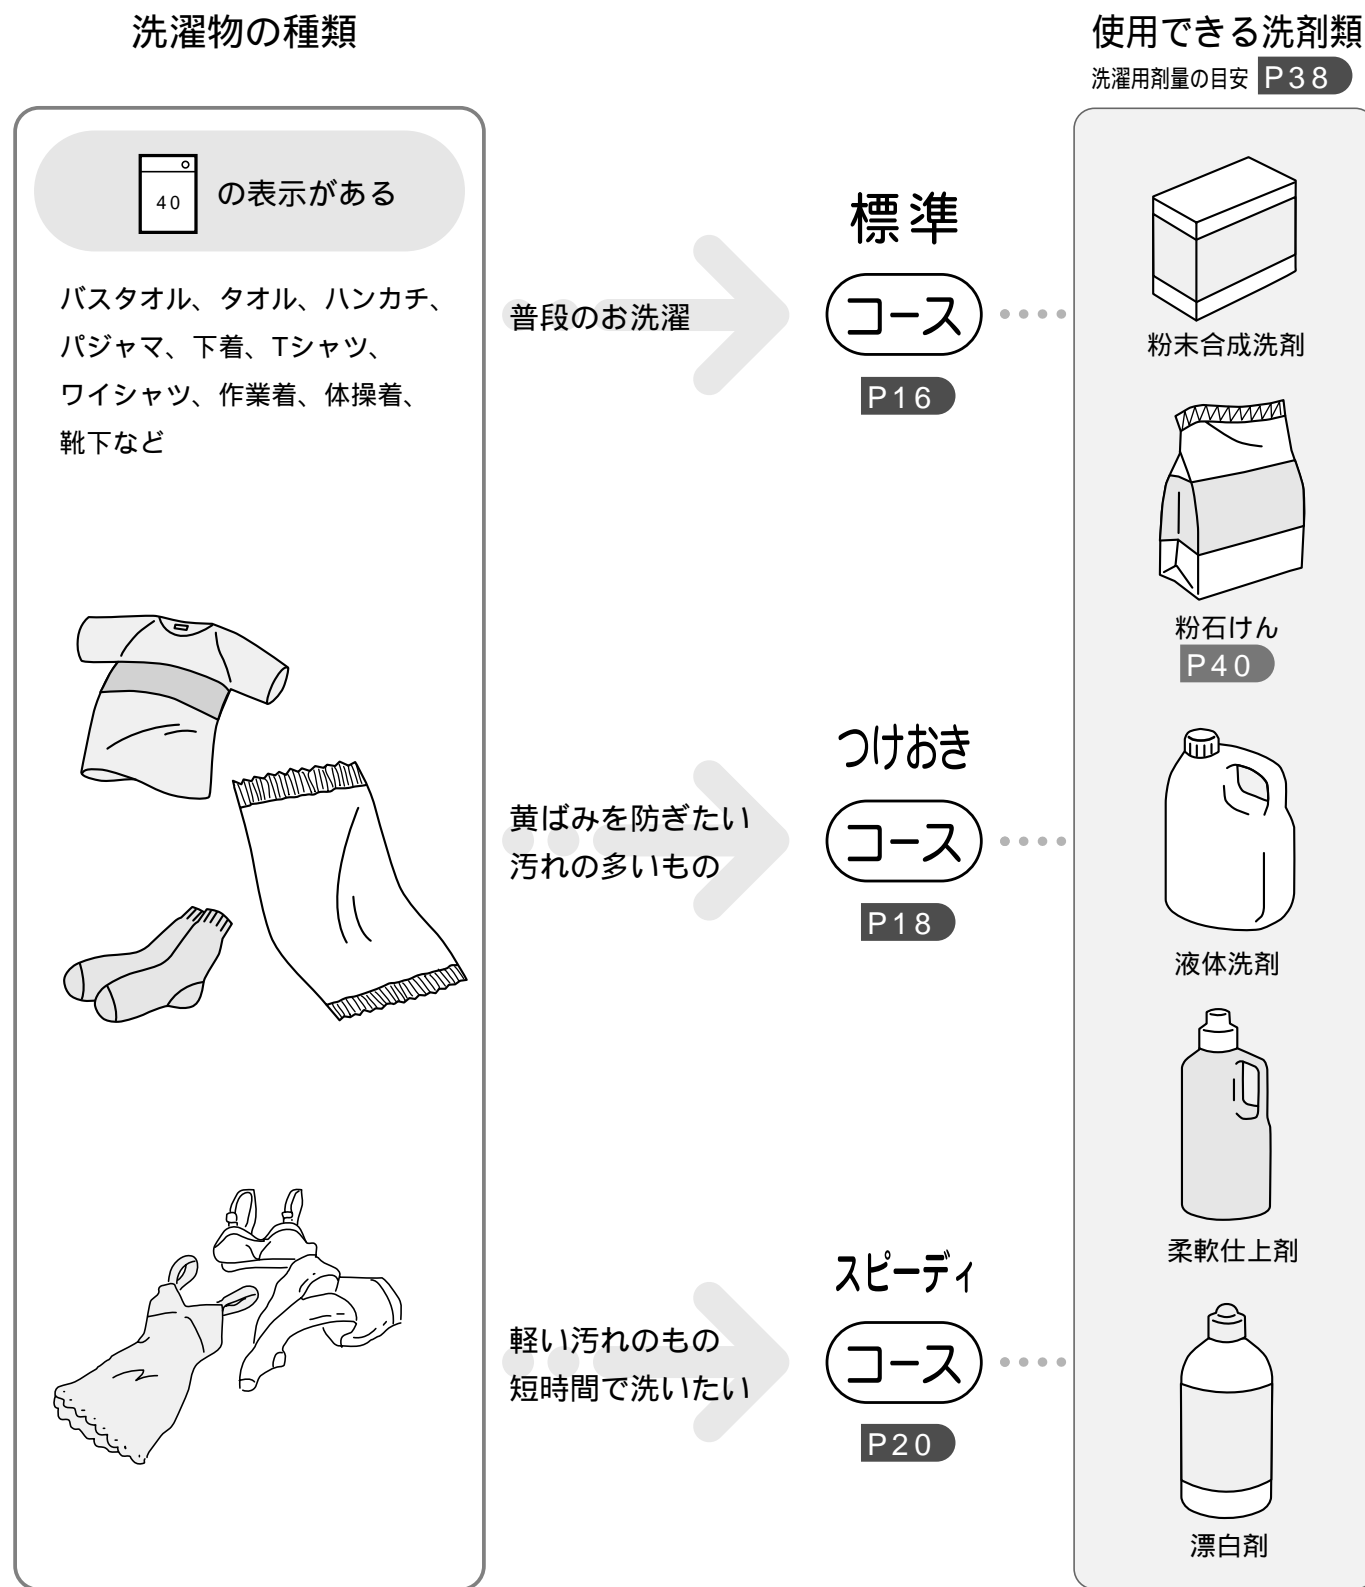 洗濯物の種類
使用できる洗剤類
洗濯用剤量の目安 P38
40 の表示がある
バスタオル、タオル、ハンカチ、
パジャマ、下着、Tシャツ、
ワイシャツ、作業着、体操着、
靴下など
普段のお洗濯
標準
コース
P16
黄ばみを防ぎたい
汚れの多いもの
つけおき
コース
P18
軽い汚れのもの
短時間で洗いたい
スピーディ
コース
P20
粉末合成洗剤
粉石けん
P40
液体洗剤
柔軟仕上剤
漂白剤